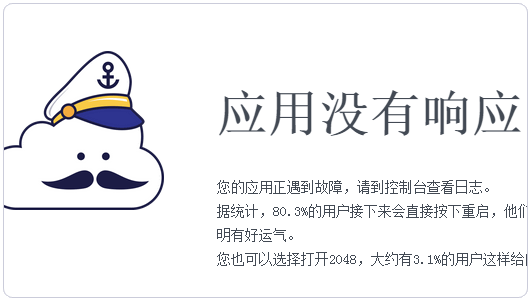 应用没有响应
您的应用正遇到故障，请到控制台查看日志。
据统计，80.3%的用户接下来会直接按下重启，他们
明有好运气。
您也可以选择打开2048，大约有3.1%的用户这样给